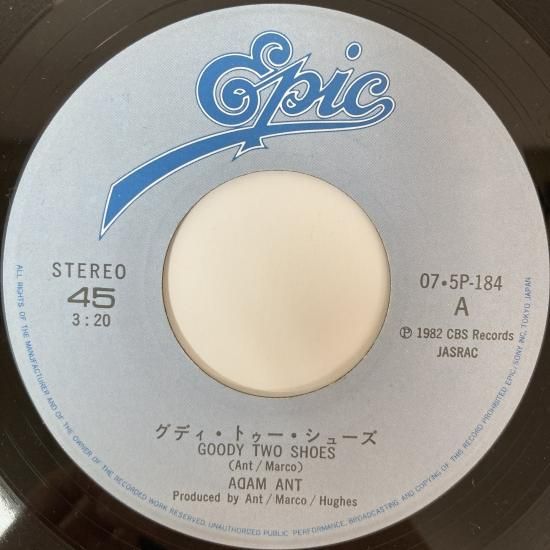 Epic
STEREO
45
3:20
07・5P-184
A
Ⓟ 1982 CBS Records
JASRAC
グディ・トゥー・シューズ
GOODY TWO SHOES
(Ant/Marco)
ADAM ANT
Produced by Ant/Marco/Hughes
ALL RIGHTS OF THE MANUFACTURER AND OF THE OWNER OF THE RECORDED WORK RESERVED. UNAUTHORIZED PUBLIC PERFORMANCE, BROADCASTING AND COPYING OF THIS RECORD PROHIBITED EPIC/SONY INC. TOKYO JAPAN